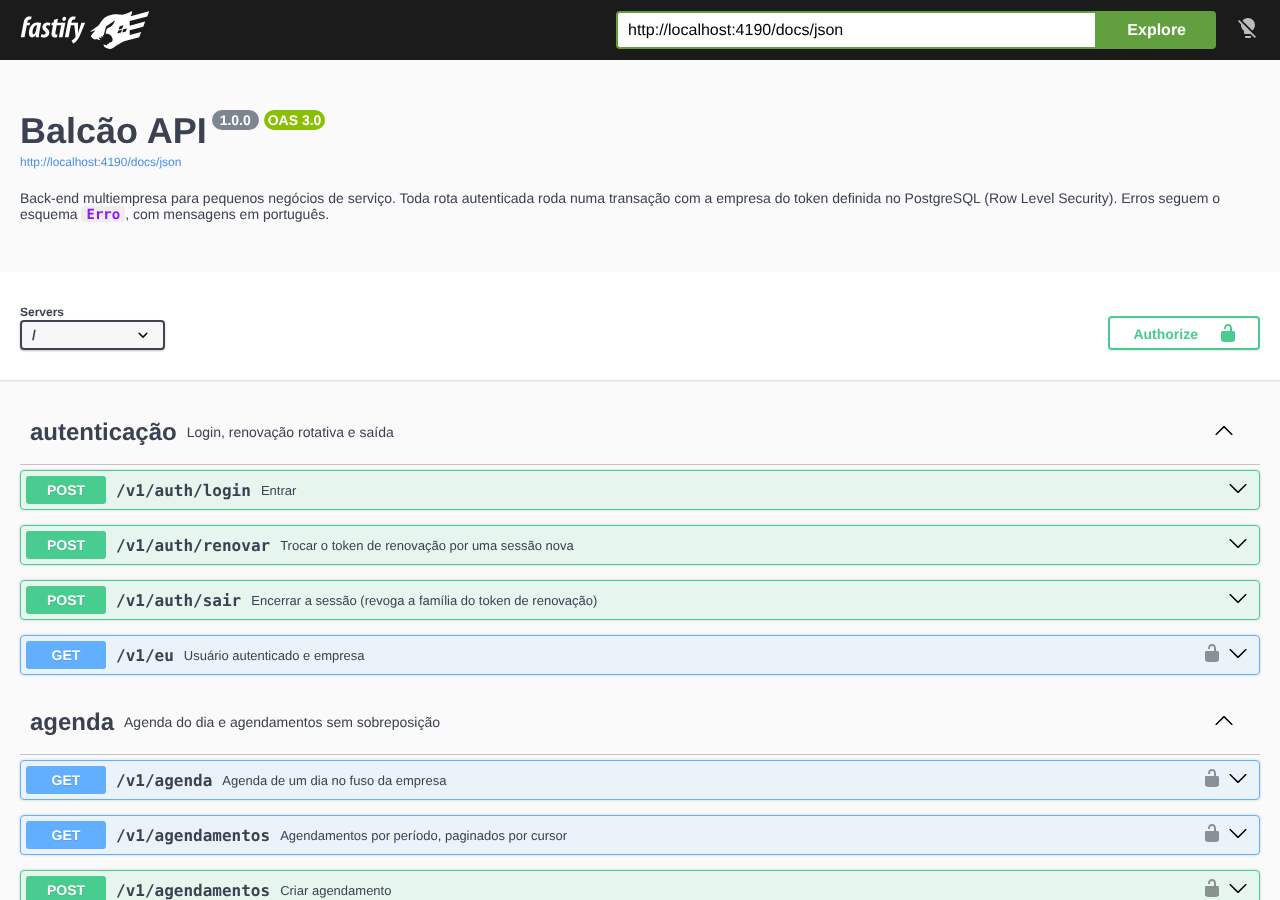 fastify
http://localhost:4190/docs/json
Explore
Balcão API 1.0.0 OAS 3.0
http://localhost:4190/docs/json
Back-end multiempresa para pequenos negócios de serviço. Toda rota autenticada roda numa transação com a empresa do token definida no PostgreSQL (Row Level Security). Erros seguem o
esquema Erro, com mensagens em português.
Servers
/
Authorize
autenticação Login, renovação rotativa e saída
POST /v1/auth/login Entrar
POST /v1/auth/renovar Trocar o token de renovação por uma sessão nova
POST /v1/auth/sair Encerrar a sessão (revoga a família do token de renovação)
GET /v1/eu Usuário autenticado e empresa
agenda Agenda do dia e agendamentos sem sobreposição
GET /v1/agenda Agenda de um dia no fuso da empresa
GET /v1/agendamentos Agendamentos por período, paginados por cursor
POST /v1/agendamentos Criar agendamento